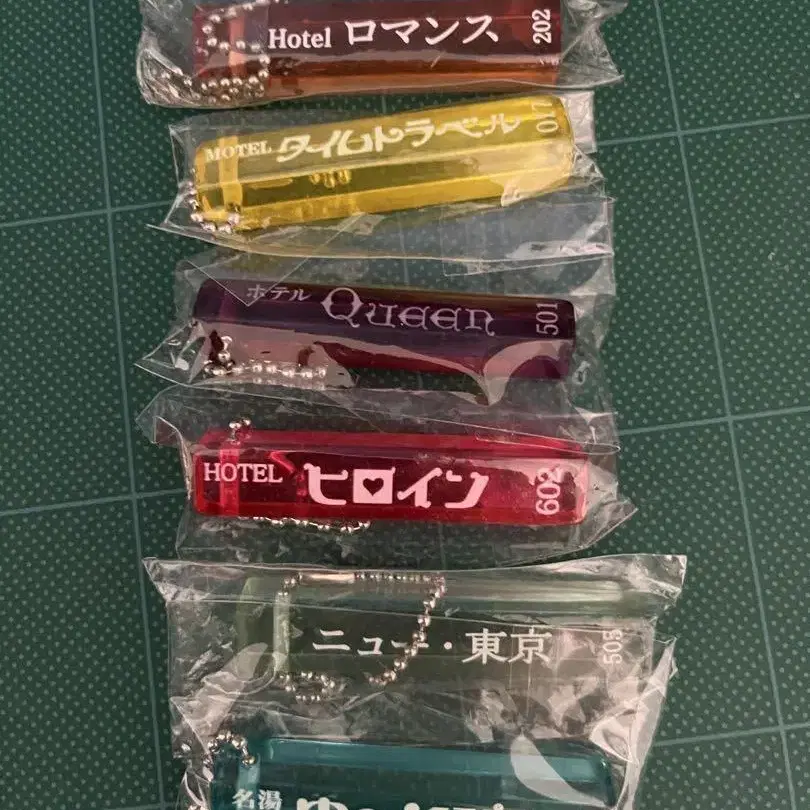 Hotel ロマンス 202
MOTEL タイムトラベル 017
ホテル Queen 501
HOTEL ヒロイン 602
ニュー・東京 505
名湯